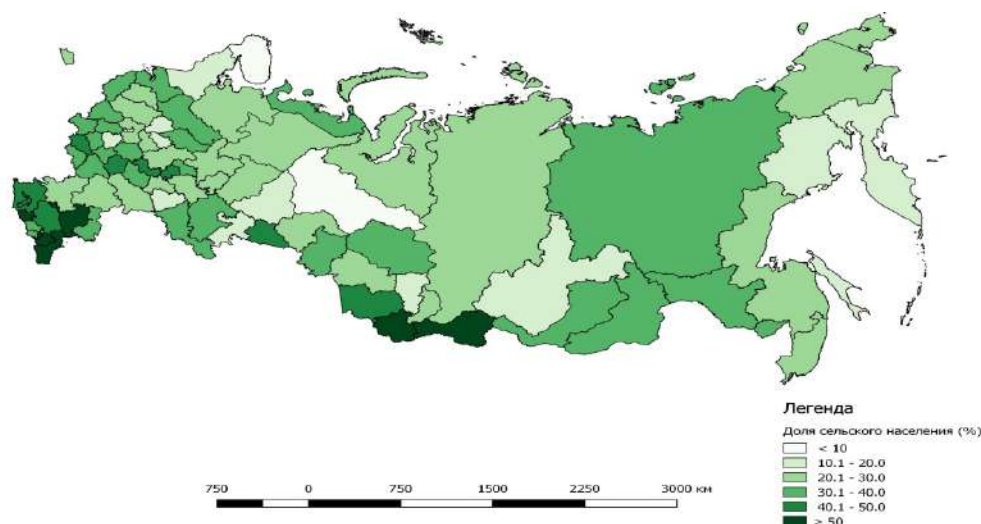 Легенда
Доля сельского населения (%)
< 10
10.1 - 20.0
20.1 - 30.0
30.1 - 40.0
40.1 - 50.0
> 50
750 0 750 1500 2250 3000 км